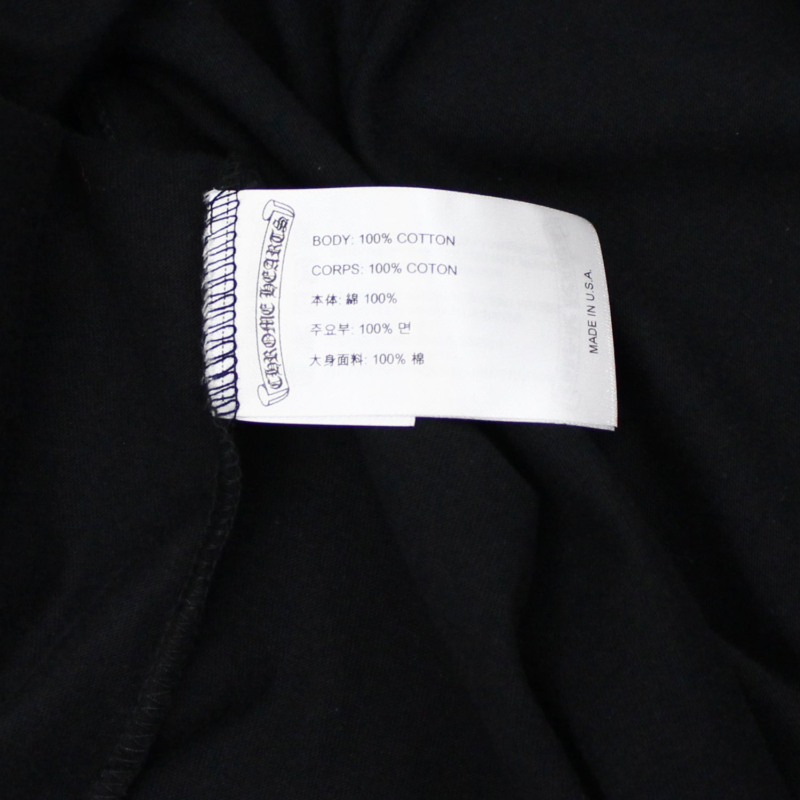 CHROME HEARTS
BODY: 100% COTTON
CORPS: 100% COTON
本体: 綿 100%
주요부: 100% 면
大身面料: 100% 棉
MADE IN U.S.A.